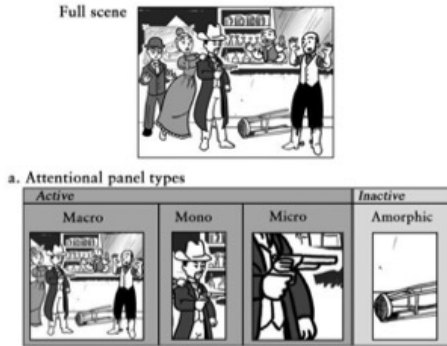 Full scene
a. Attentional panel types
Active
Inactive
Macro
Mono
Micro
Amorphic